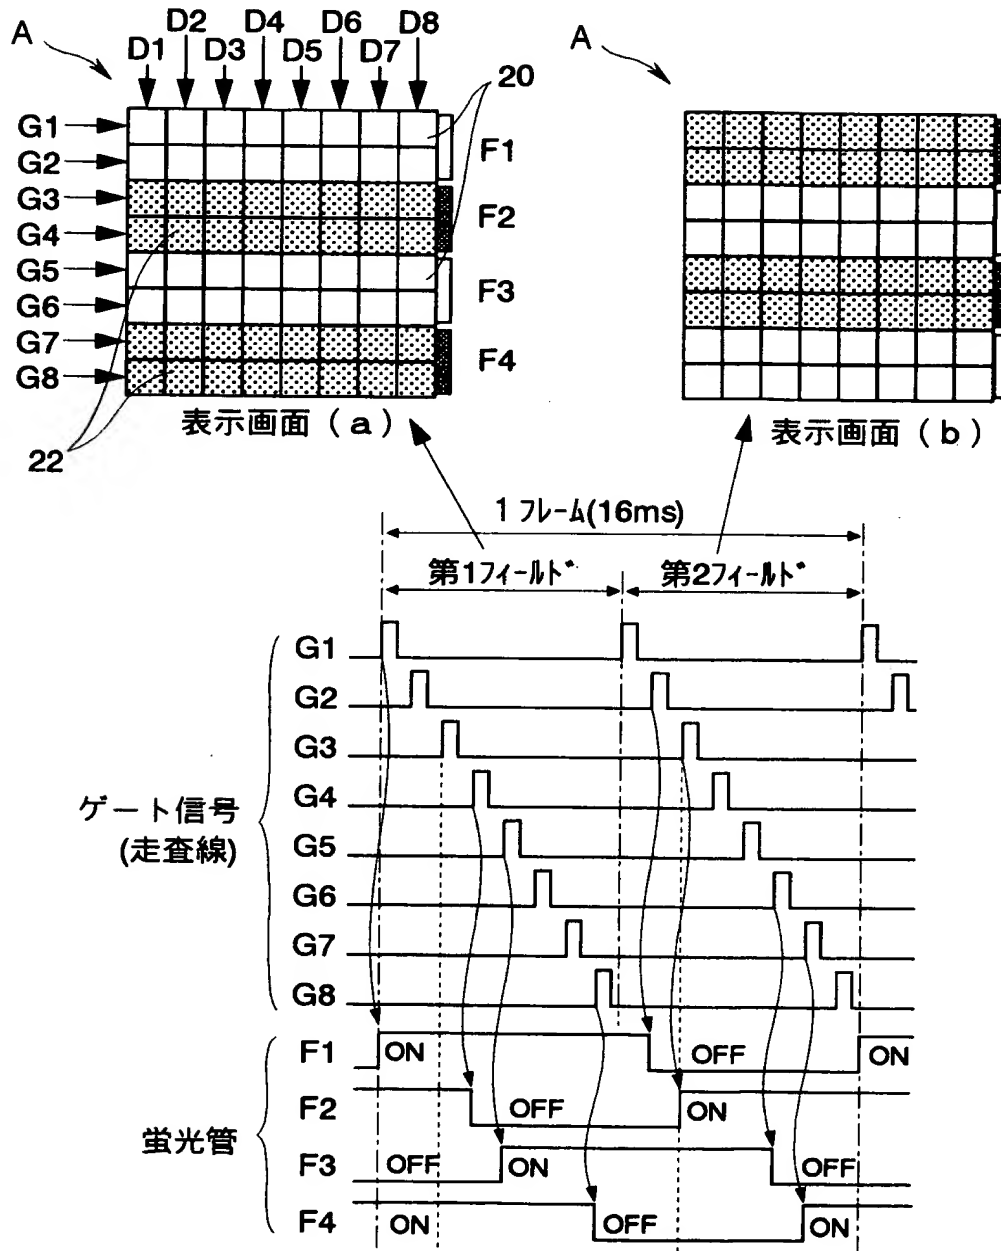 A
D1 D2 D3 D4 D5 D6 D7 D8
20
G1
G2
G3
G4
G5
G6
G7
G8
F1
F2
F3
F4
22
表示画面 (a)
A
表示画面 (b)
1 フレーム(16ms)
第1フィールド
第2フィールド
ゲート信号
(走査線)
G1
G2
G3
G4
G5
G6
G7
G8
蛍光管
F1 ON OFF ON
F2 OFF ON
F3 OFF ON OFF
F4 ON OFF ON